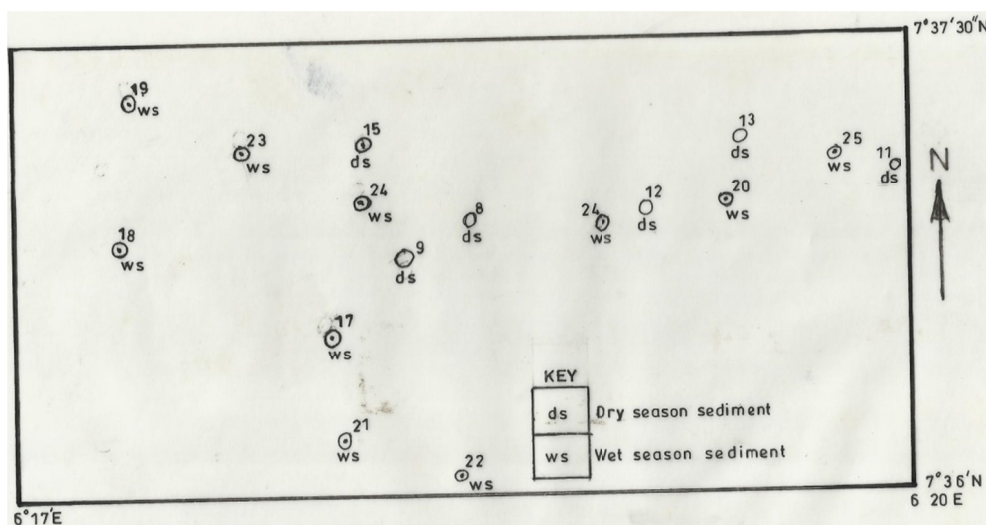 7°37'30"N
19
ws
23
ws
15
ds
13
ds
25
ws
11
ds
N
24
ws
8
ds
24
ws
12
ds
20
ws
18
ws
9
ds
17
ws
KEY
ds Dry season sediment
ws Wet season sediment
21
ws
22
ws
7°36'N
6°17'E
6 20 E